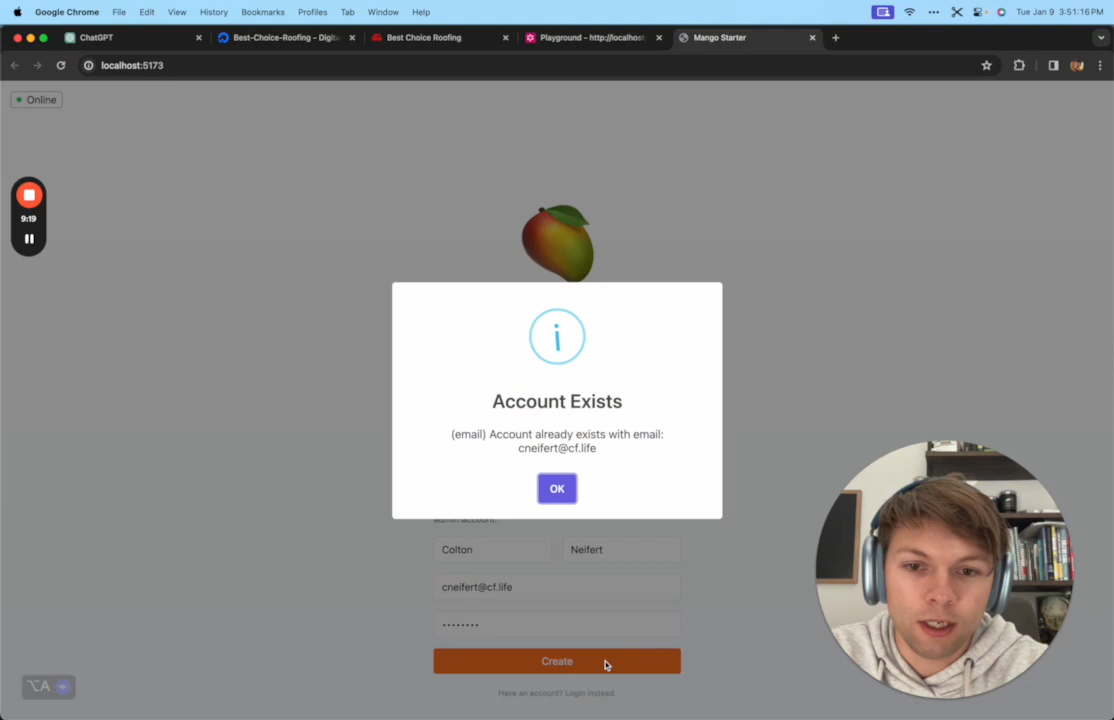 Google Chrome File Edit View History Bookmarks Profiles Tab Window Help Tue Jan 9 3:51:16 PM
ChatGPT Best-Choice-Roofing – Digita Best Choice Roofing Playground – http://localhost: Mango Starter
localhost:5173
Online
9:19
i
Account Exists
(email) Account already exists with email:
cneifert@cf.life
OK
admin account.
Colton Neifert
cneifert@cf.life
Create
Have an account? Login instead.
⌥A